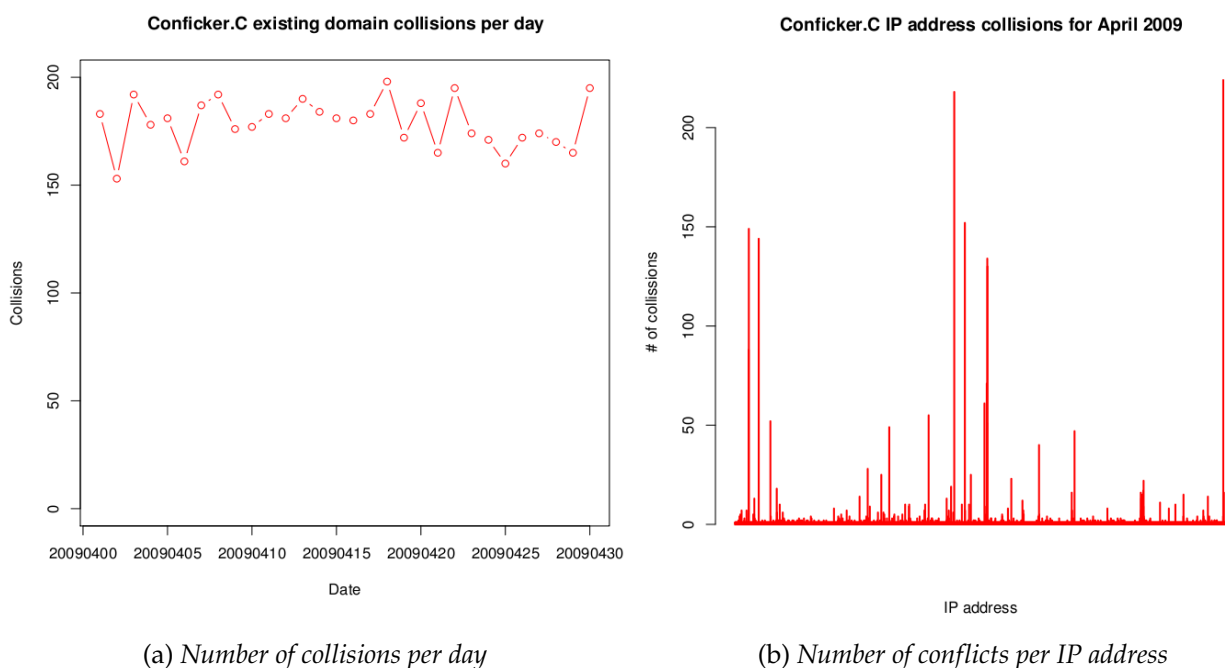 Conficker.C existing domain collisions per day
200
150
100
50
0
Collisions
20090400 20090405 20090410 20090415 20090420 20090425 20090430
Date
(a) Number of collisions per day
Conficker.C IP address collisions for April 2009
200
150
100
50
0
# of collissions
IP address
(b) Number of conflicts per IP address